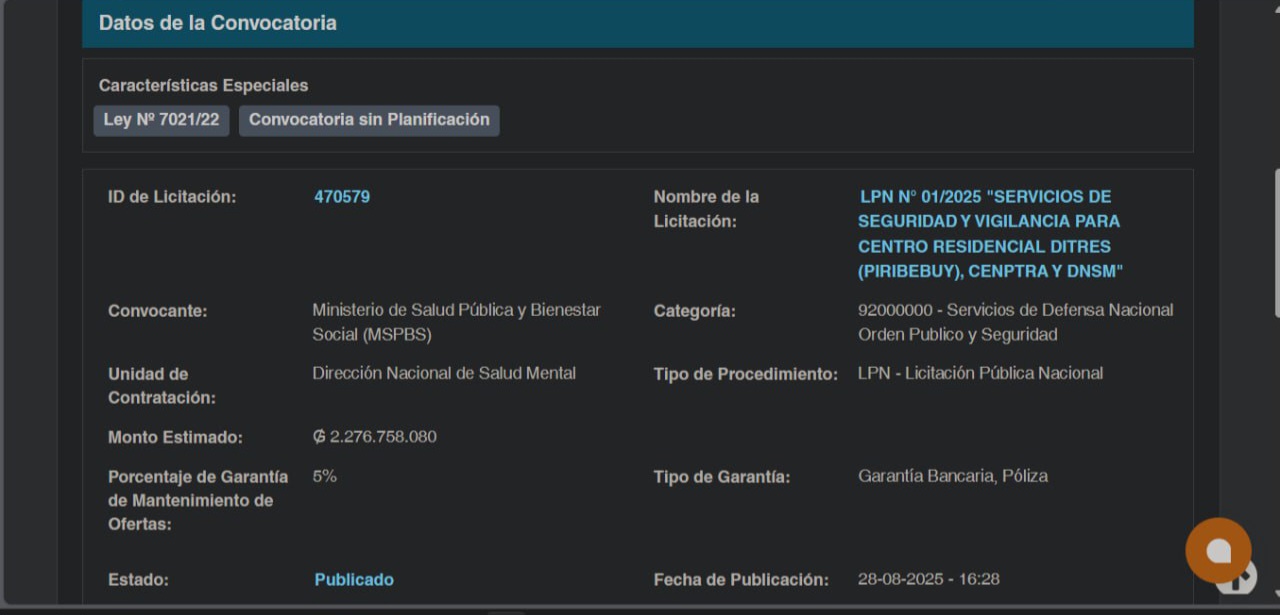 Datos de la Convocatoria
Características Especiales
Ley Nº 7021/22
Convocatoria sin Planificación
ID de Licitación:
470579
Nombre de la
Licitación:
LPN N° 01/2025 "SERVICIOS DE
SEGURIDAD Y VIGILANCIA PARA
CENTRO RESIDENCIAL DITRES
(PIRIBEBUY), CENPTRA Y DNSM"
Convocante:
Ministerio de Salud Pública y Bienestar
Social (MSPBS)
Categoría:
92000000 - Servicios de Defensa Nacional
Orden Publico y Seguridad
Unidad de
Contratación:
Dirección Nacional de Salud Mental
Tipo de Procedimiento:
LPN - Licitación Pública Nacional
Monto Estimado:
₲ 2.276.758.080
Porcentaje de Garantía
de Mantenimiento de
Ofertas:
5%
Tipo de Garantía:
Garantía Bancaria, Póliza
Estado:
Publicado
Fecha de Publicación:
28-08-2025 - 16:28